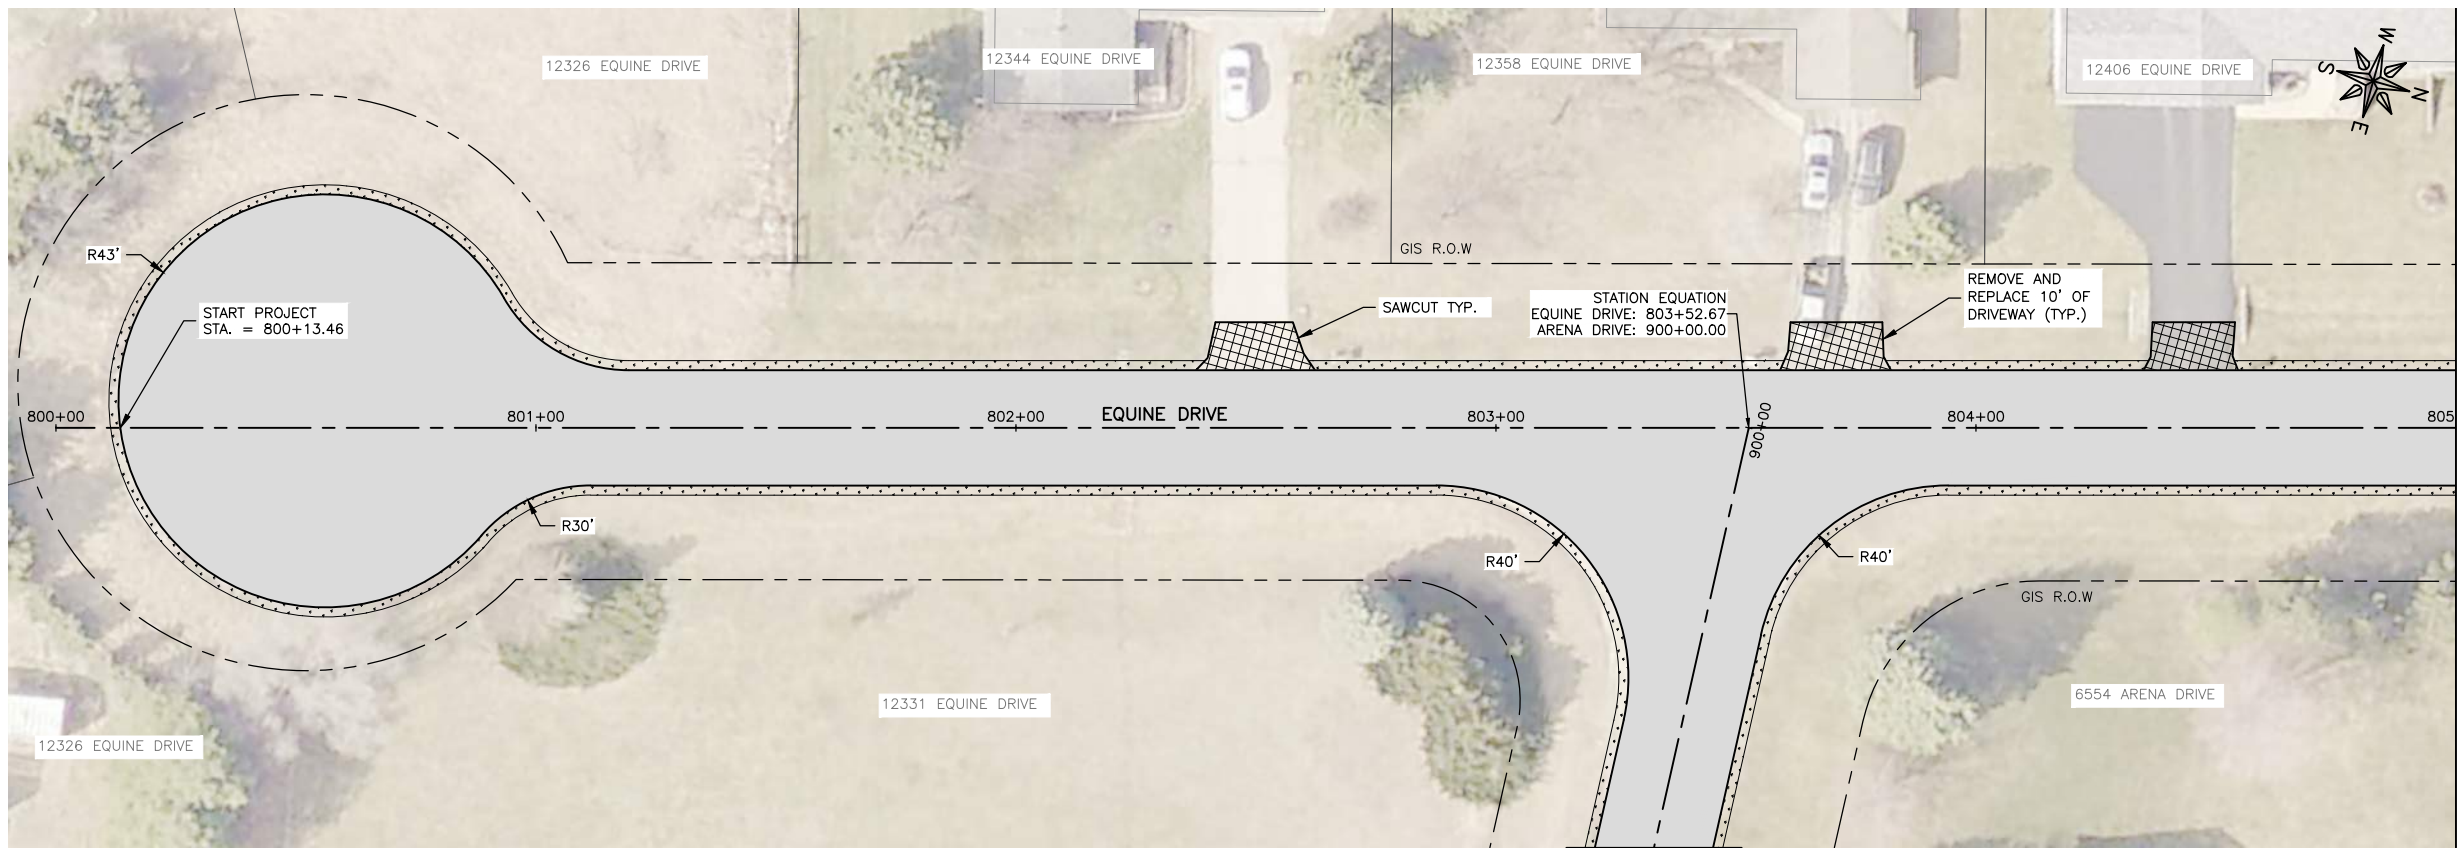 12326 EQUINE DRIVE
12344 EQUINE DRIVE
12358 EQUINE DRIVE
12406 EQUINE DRIVE
W
S
N
E
R43'
START PROJECT
STA. = 800+13.46
GIS R.O.W
SAWCUT TYP.
STATION EQUATION
EQUINE DRIVE: 803+52.67
ARENA DRIVE: 900+00.00
REMOVE AND
REPLACE 10' OF
DRIVEWAY (TYP.)
800+00
801+00
802+00
EQUINE DRIVE
803+00
900+00
804+00
805
R30'
R40'
R40'
GIS R.O.W
12331 EQUINE DRIVE
6554 ARENA DRIVE
12326 EQUINE DRIVE